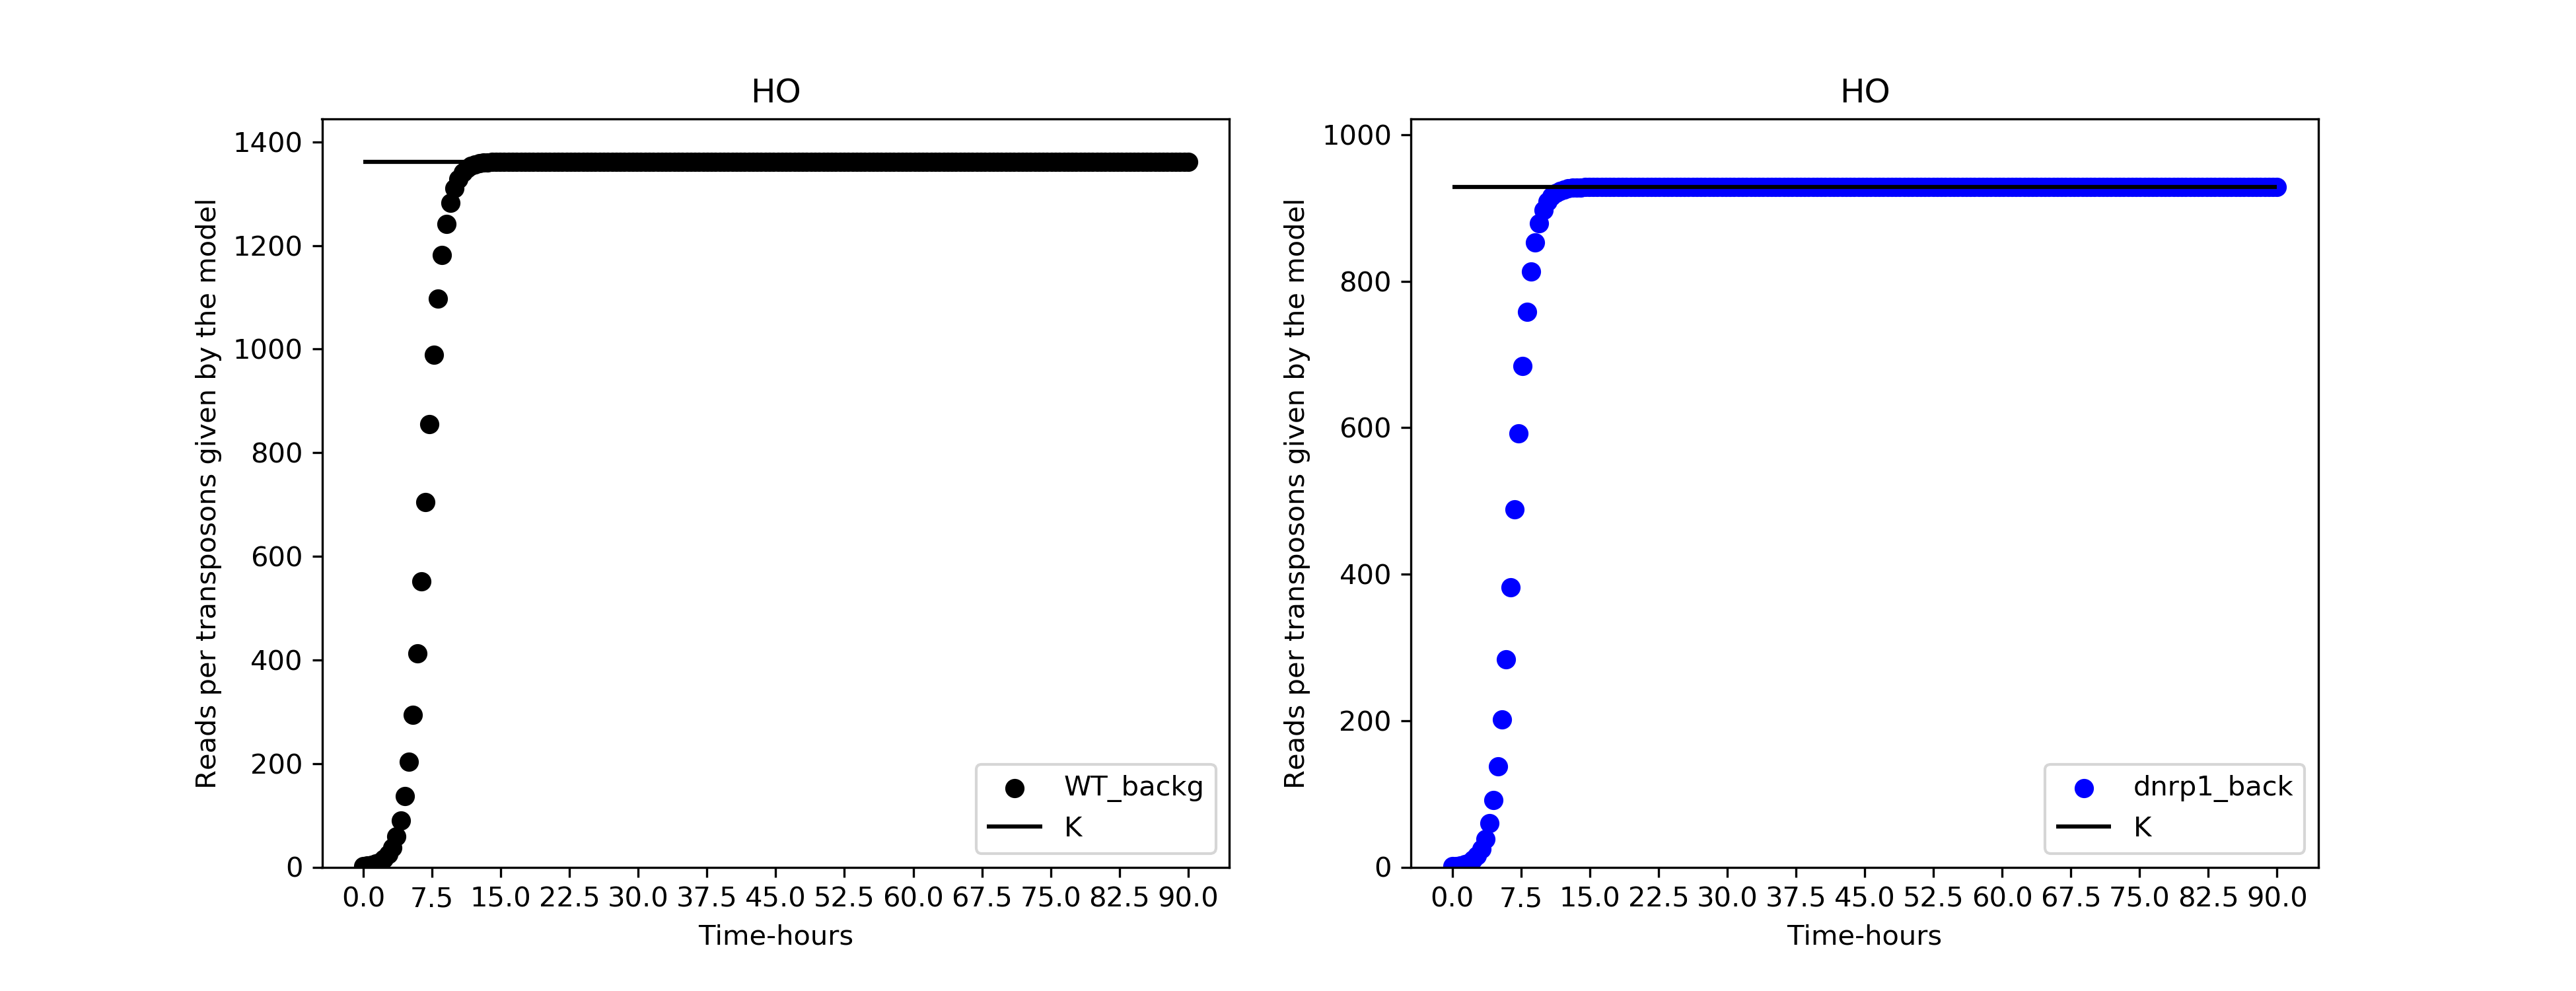 HO
Reads per transposons given by the model
1400
1200
1000
800
600
400
200
0
0.0 7.5 15.0 22.5 30.0 37.5 45.0 52.5 60.0 67.5 75.0 82.5 90.0
Time-hours
WT_backg
K
HO
Reads per transposons given by the model
1000
800
600
400
200
0
0.0 7.5 15.0 22.5 30.0 37.5 45.0 52.5 60.0 67.5 75.0 82.5 90.0
Time-hours
dnrp1_back
K